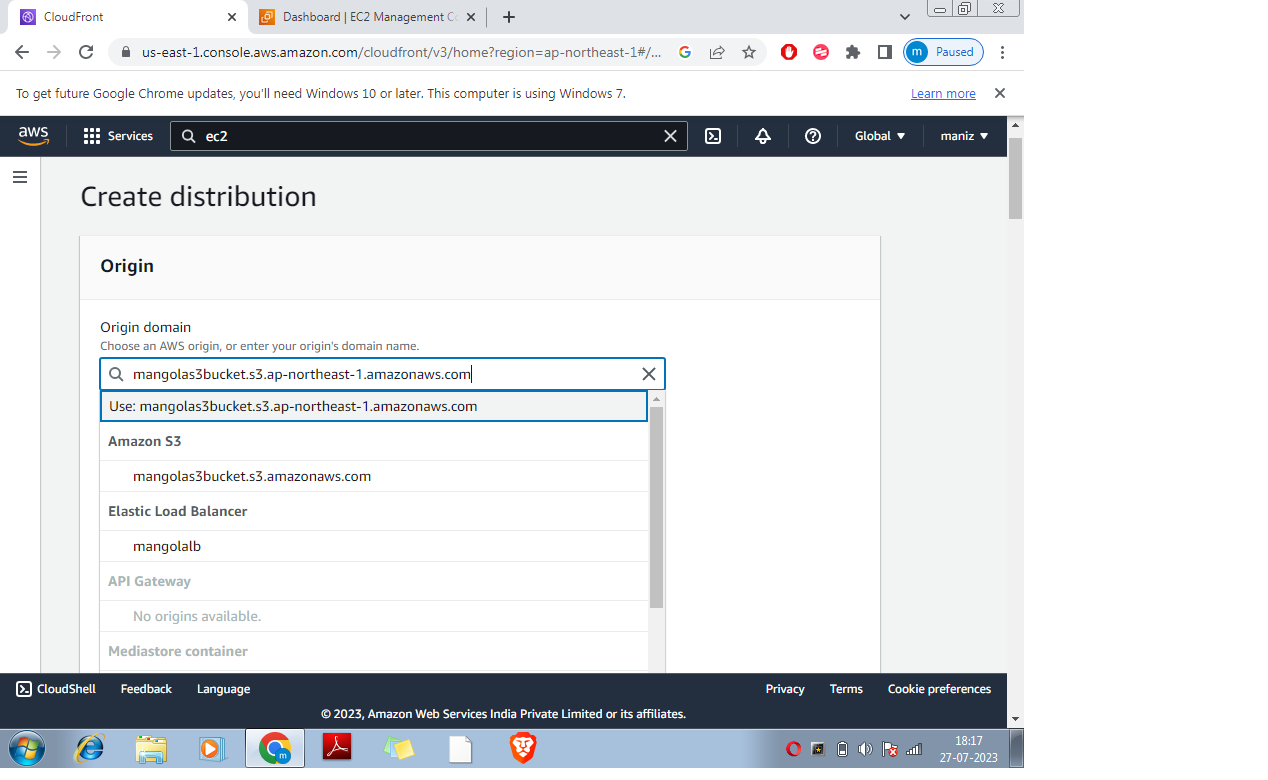 CloudFront
Dashboard | EC2 Management Co
us-east-1.console.aws.amazon.com/cloudfront/v3/home?region=ap-northeast-1#/...
m Paused
To get future Google Chrome updates, you'll need Windows 10 or later. This computer is using Windows 7.
Learn more
aws
Services
ec2
Global
maniz
Create distribution
Origin
Origin domain
Choose an AWS origin, or enter your origin's domain name.
mangolas3bucket.s3.ap-northeast-1.amazonaws.com
Use: mangolas3bucket.s3.ap-northeast-1.amazonaws.com
Amazon S3
mangolas3bucket.s3.amazonaws.com
Elastic Load Balancer
mangolalb
API Gateway
No origins available.
Mediastore container
CloudShell
Feedback
Language
Privacy
Terms
Cookie preferences
© 2023, Amazon Web Services India Private Limited or its affiliates.
m
18:17
27-07-2023